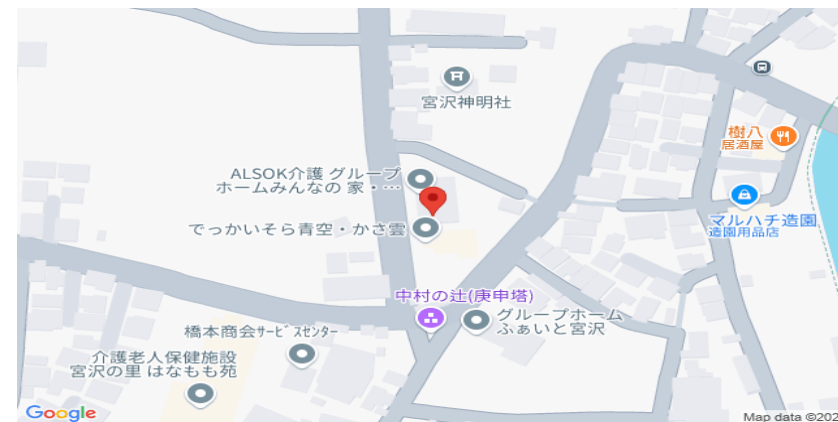 宮沢神明社
樹八
居酒屋
ALSOK介護 グループ
ホームみんなの 家・…
マルハチ造園
造園用品店
でっかいそら青空・かさ雲
中村の辻(庚申塔)
グループホーム
ふぁいと宮沢
橋本商会サービスセンター
介護老人保健施設
宮沢の里 はなもも苑
Google
Map data ©202